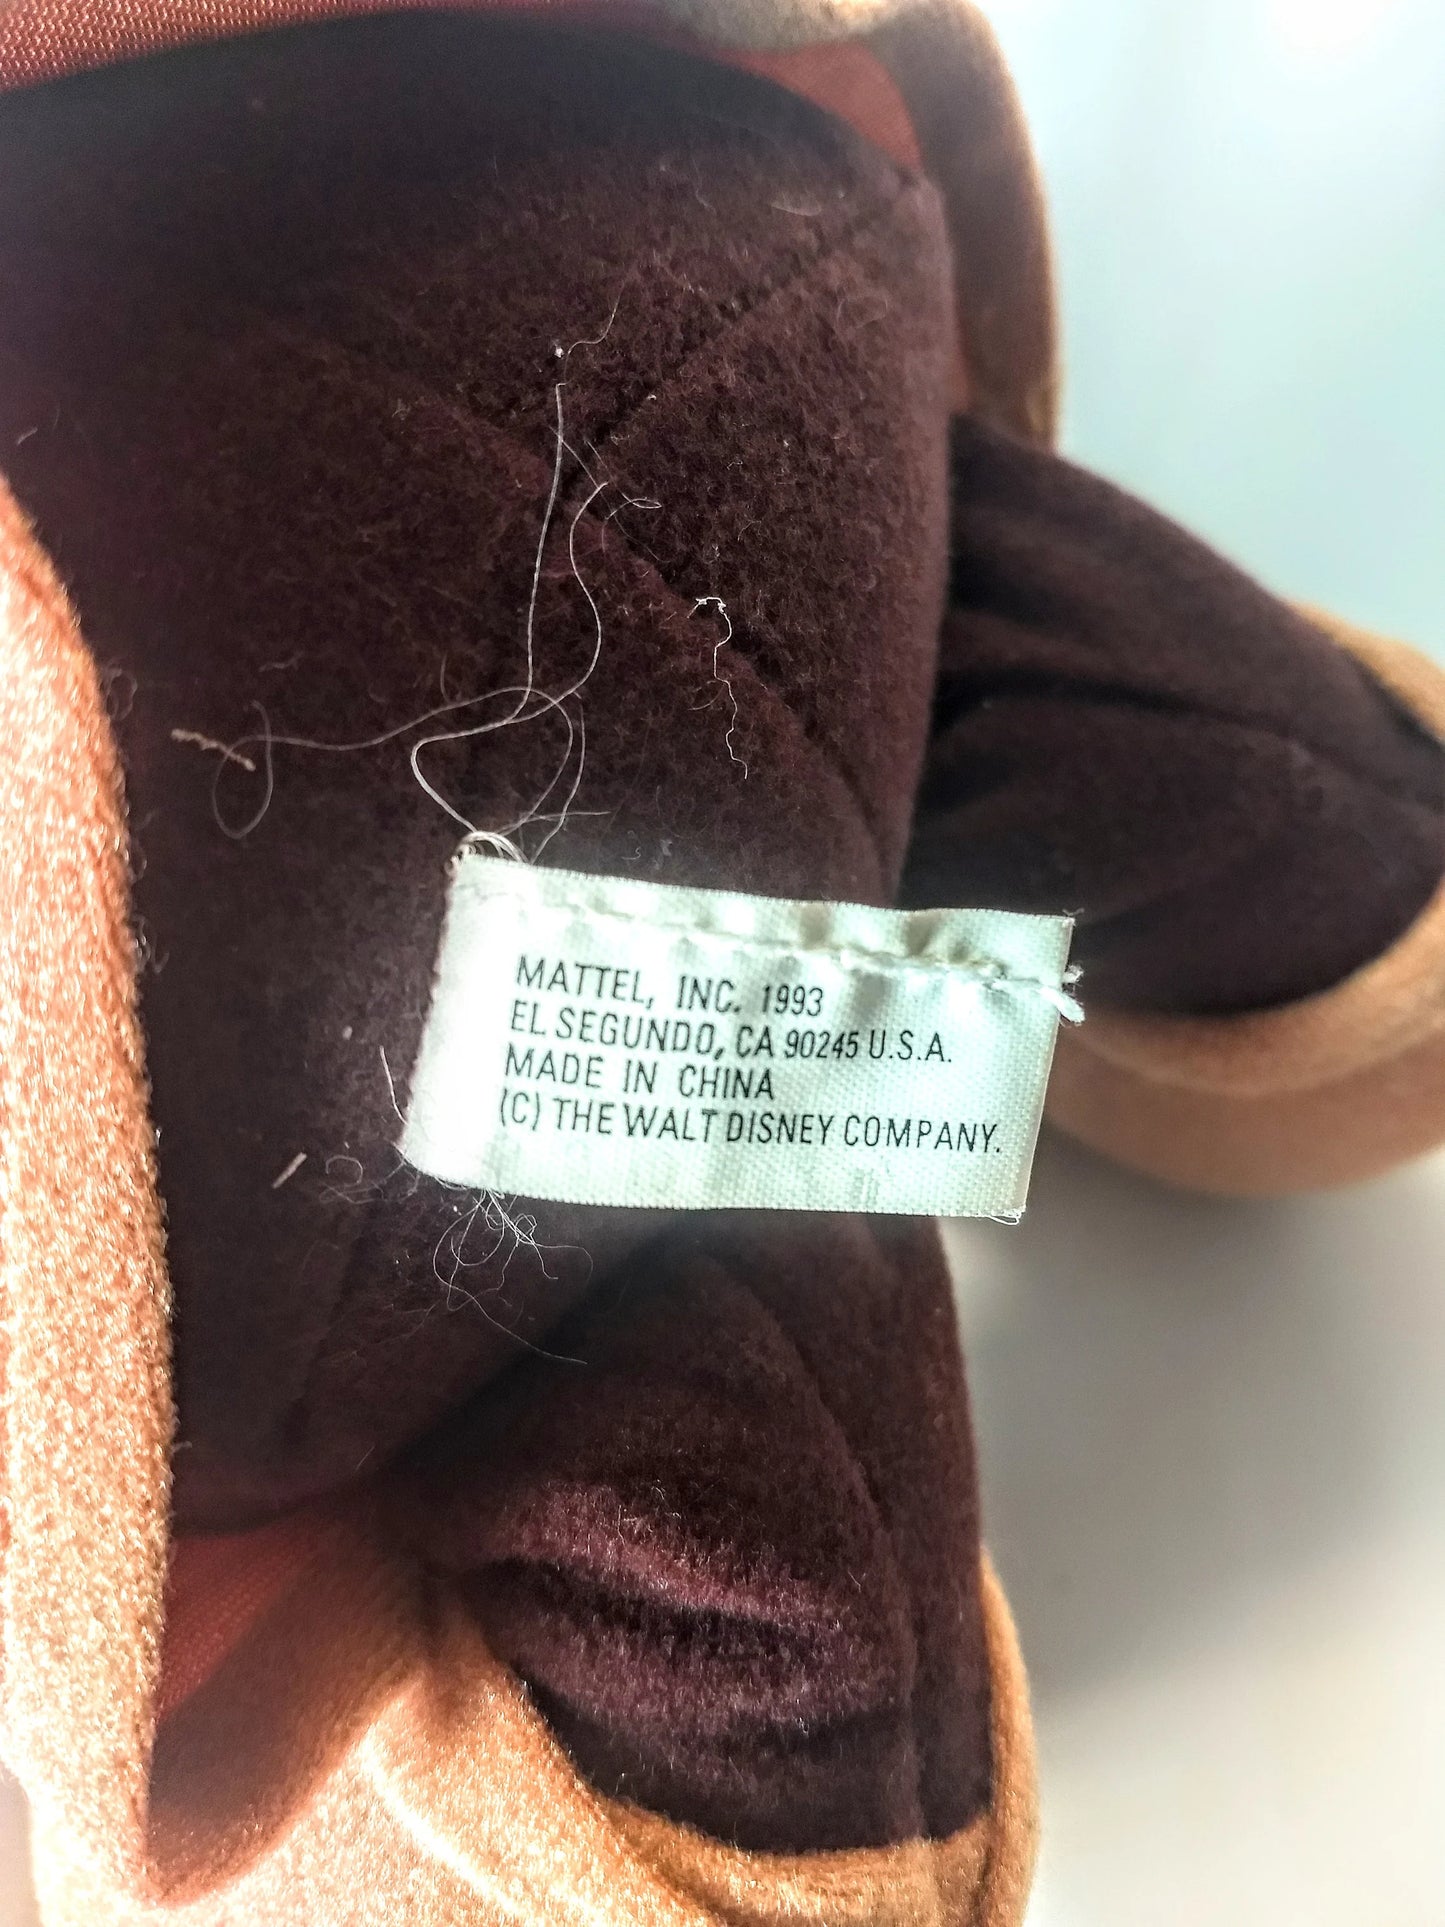 MATTEL, INC. 1993
EL SEGUNDO, CA 90245 U.S.A.
MADE IN CHINA
(C) THE WALT DISNEY COMPANY.